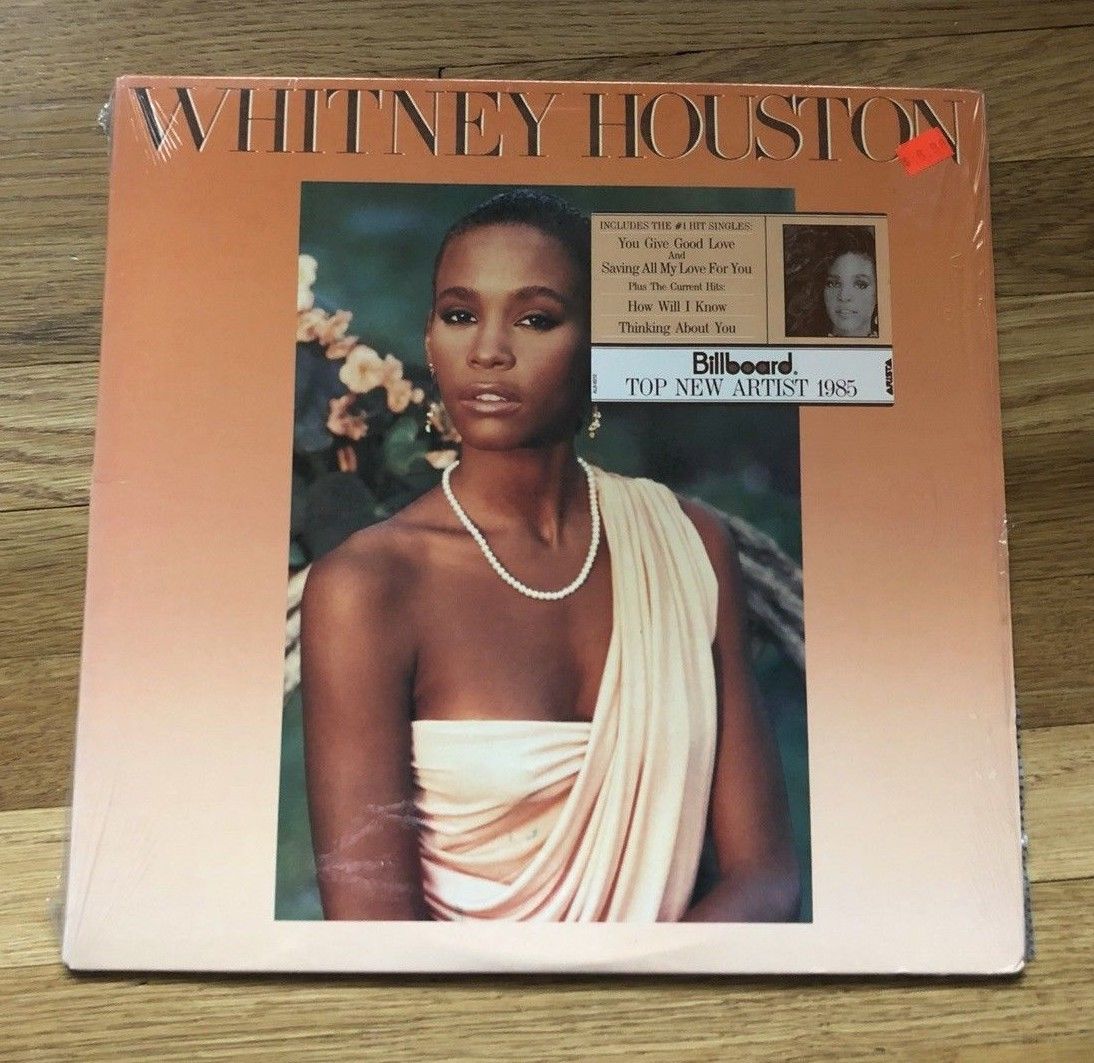 WHITNEY HOUSTON
INCLUDES THE #1 HIT SINGLES:
You Give Good Love
And
Saving All My Love For You
Plus The Current Hits:
How Will I Know
Thinking About You
Billboard®
TOP NEW ARTIST 1985
ARISTA